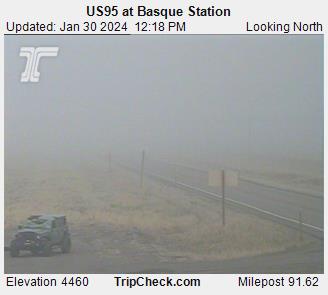 US95 at Basque Station
Updated: Jan 30 2024 12:18 PM Looking North
Elevation 4460 TripCheck.com Milepost 91.62